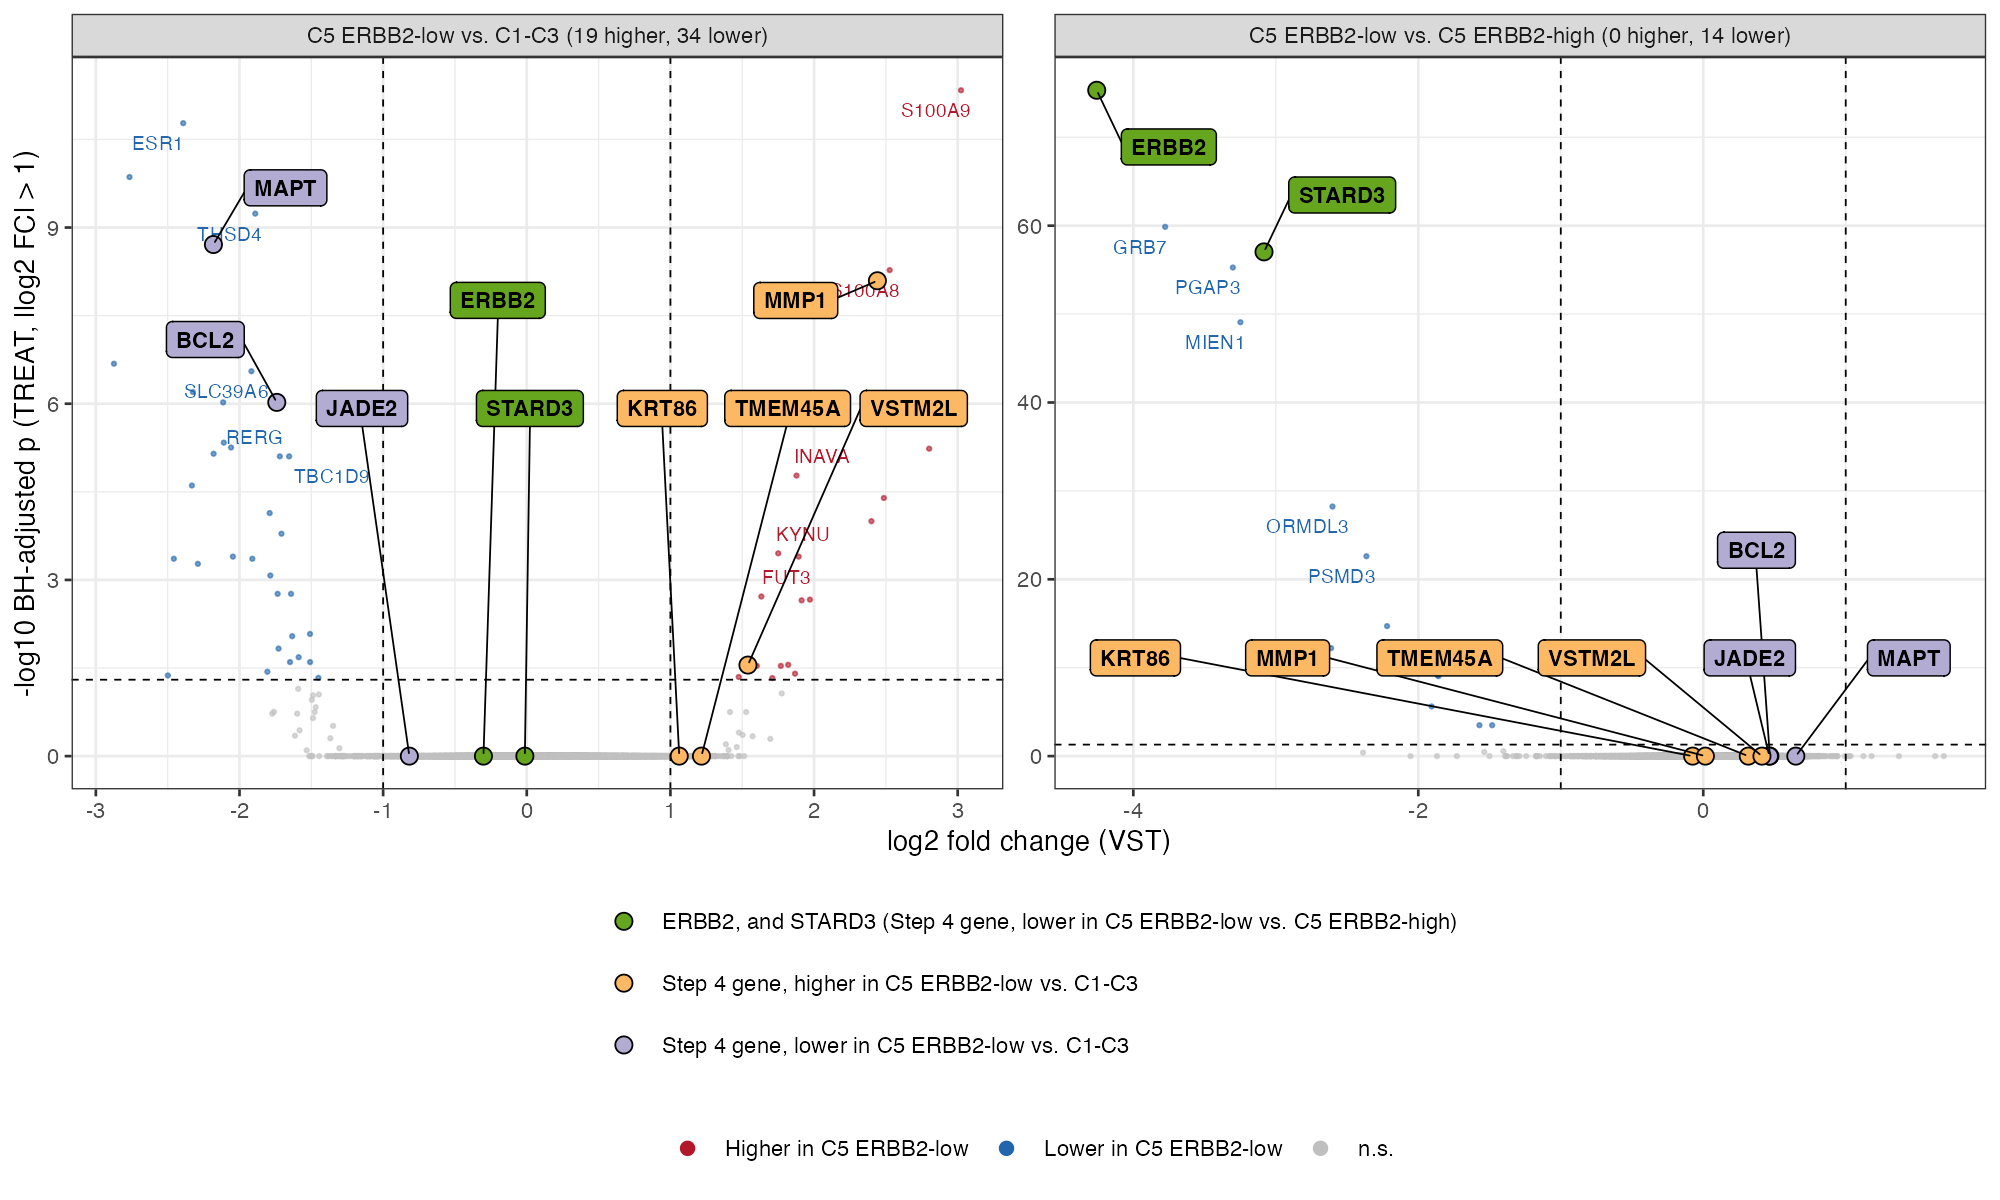 C5 ERBB2-low vs. C1-C3 (19 higher, 34 lower)
C5 ERBB2-low vs. C5 ERBB2-high (0 higher, 14 lower)
-log10 BH-adjusted p (TREAT, |log2 FC| > 1)
S100A9
ESR1
MAPT
THSD4
9
ERBB2
MMP1
S100A8
BCL2
SLC39A6
6
JADE2
STARD3
KRT86
TMEM45A
VSTM2L
RERG
INAVA
TBC1D9
KYNU
FUT3
3
0
-3
-2
-1
0
1
2
3
ERBB2
STARD3
60
GRB7
PGAP3
MIEN1
40
ORMDL3
BCL2
PSMD3
20
KRT86
MMP1
TMEM45A
VSTM2L
JADE2
MAPT
0
-4
-2
0
log2 fold change (VST)
ERBB2, and STARD3 (Step 4 gene, lower in C5 ERBB2-low vs. C5 ERBB2-high)
Step 4 gene, higher in C5 ERBB2-low vs. C1-C3
Step 4 gene, lower in C5 ERBB2-low vs. C1-C3
Higher in C5 ERBB2-low
Lower in C5 ERBB2-low
n.s.